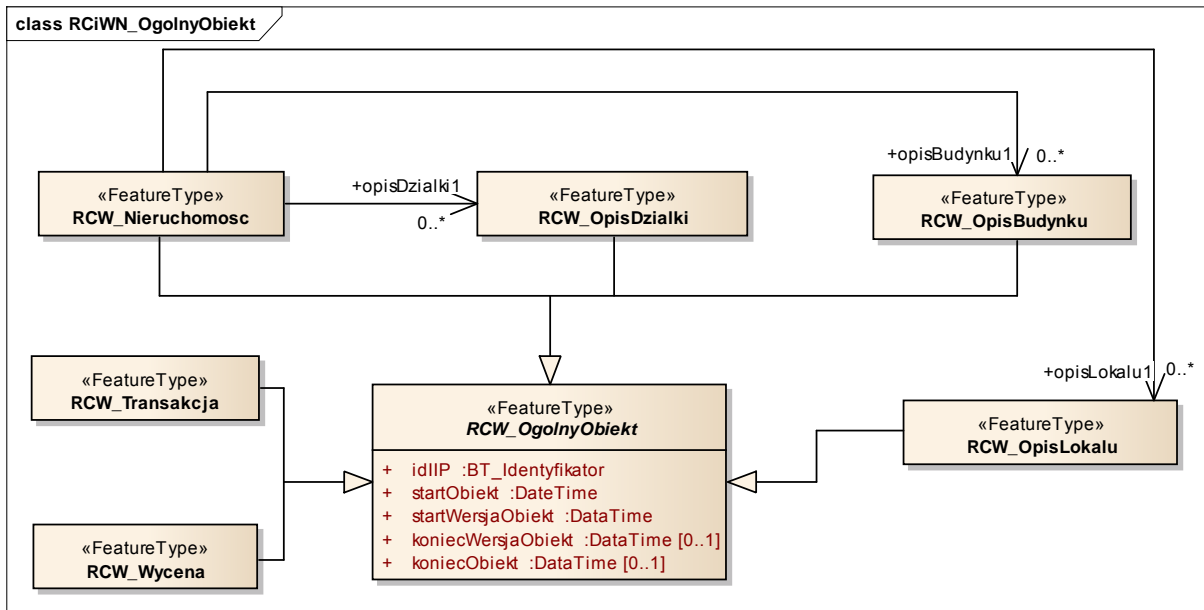 class RCiWN_OgolnyObiekt
+opisBudynku1
0..*
«FeatureType»
RCW_Nieruchomosc
+opisDzialki1
0..*
«FeatureType»
RCW_OpisDzialki
«FeatureType»
RCW_OpisBudynku
«FeatureType»
RCW_Transakcja
«FeatureType»
RCW_OgolnyObiekt
+ idIIP :BT_Identyfikator
+ startObiekt :DateTime
+ startWersjaObiekt :DataTime
+ koniecWersjaObiekt :DataTime [0..1]
+ koniecObiekt :DataTime [0..1]
+opisLokalu1
0..*
«FeatureType»
RCW_OpisLokalu
«FeatureType»
RCW_Wycena